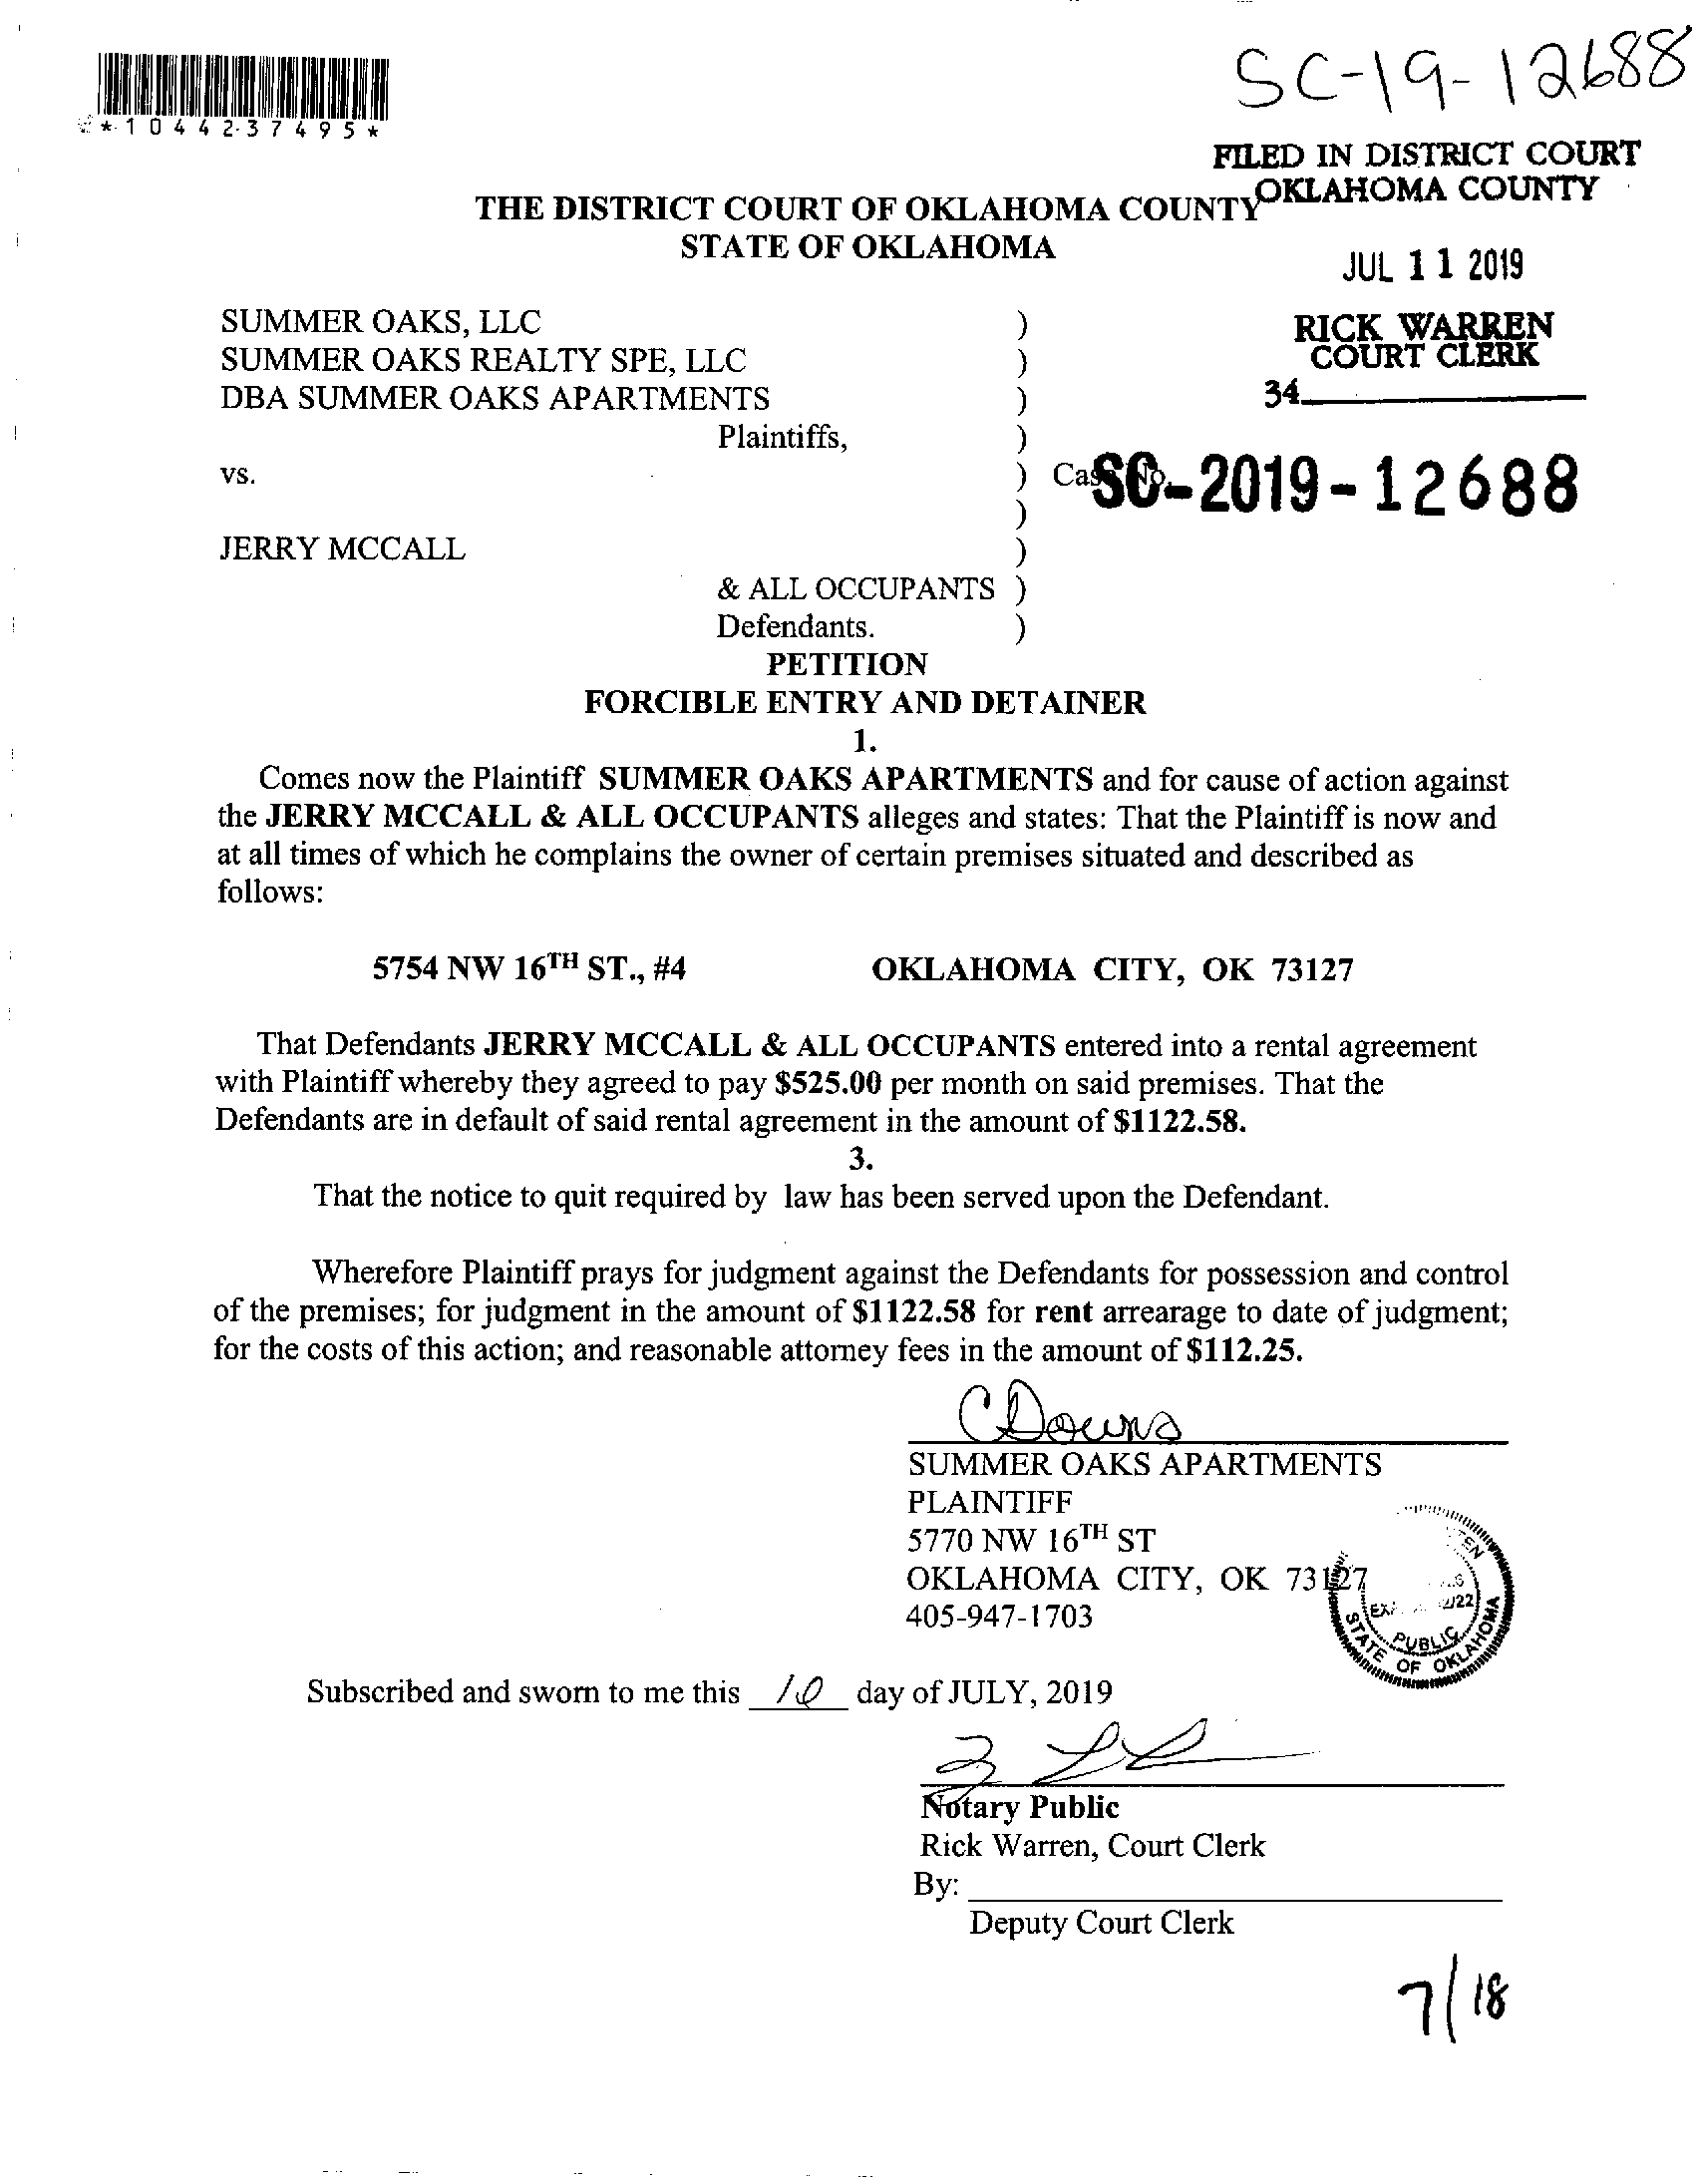 SC-19-12688
*1044237495*
FILED IN DISTRICT COURT
OKLAHOMA COUNTY
THE DISTRICT COURT OF OKLAHOMA COUNTY
STATE OF OKLAHOMA
JUL 11 2019
SUMMER OAKS, LLC )
RICK WARREN
SUMMER OAKS REALTY SPE, LLC )
COURT CLERK
DBA SUMMER OAKS APARTMENTS )
34
Plaintiffs, )
vs. ) Case No. SC-2019-12688
)
JERRY MCCALL )
& ALL OCCUPANTS )
Defendants. )
PETITION
FORCIBLE ENTRY AND DETAINER
1.
Comes now the Plaintiff SUMMER OAKS APARTMENTS and for cause of action against
the JERRY MCCALL & ALL OCCUPANTS alleges and states: That the Plaintiff is now and
at all times of which he complains the owner of certain premises situated and described as
follows:
5754 NW 16TH ST., #4 OKLAHOMA CITY, OK 73127
That Defendants JERRY MCCALL & ALL OCCUPANTS entered into a rental agreement
with Plaintiff whereby they agreed to pay $525.00 per month on said premises. That the
Defendants are in default of said rental agreement in the amount of $1122.58.
3.
That the notice to quit required by law has been served upon the Defendant.
Wherefore Plaintiff prays for judgment against the Defendants for possession and control
of the premises; for judgment in the amount of $1122.58 for rent arrearage to date of judgment;
for the costs of this action; and reasonable attorney fees in the amount of $112.25.
CDowns
SUMMER OAKS APARTMENTS
PLAINTIFF
5770 NW 16TH ST
OKLAHOMA CITY, OK 73127
405-947-1703
PUBLIC
STATE OF OKLAHOMA
Subscribed and sworn to me this 10 day of JULY, 2019
Notary Public
Rick Warren, Court Clerk
By:
Deputy Court Clerk
7/18